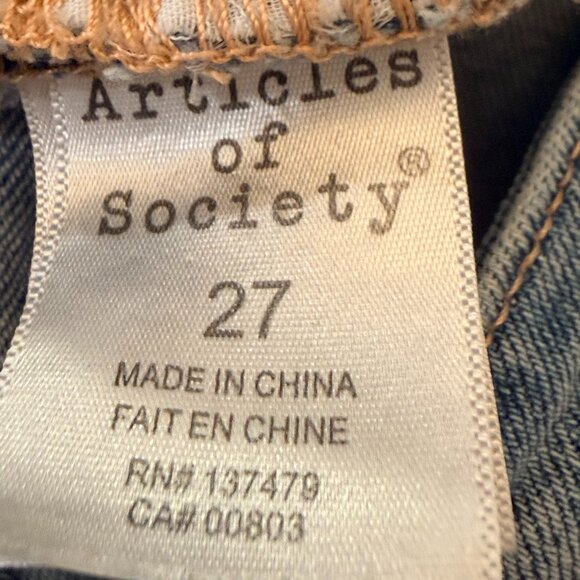 Articles
of
Society®
27
MADE IN CHINA
FAIT EN CHINE
RN# 137479
CA# 00803